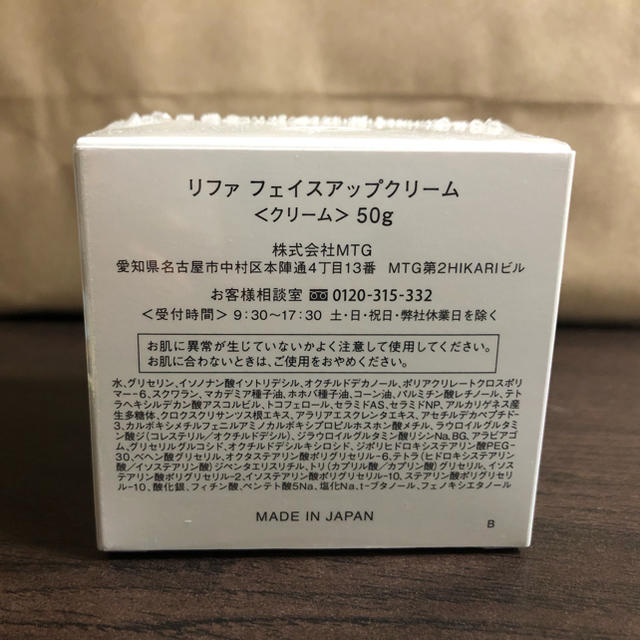 リファ フェイスアップクリーム
＜クリーム＞ 50g
株式会社MTG
愛知県名古屋市中村区本陣通4丁目13番 MTG第2HIKARIビル
お客様相談室 0120-315-332
＜受付時間＞ 9:30~17:30 土・日・祝日・弊社休業日を除く
お肌に異常が生じていないかよく注意して使用してください。
お肌に合わないときは、ご使用をおやめください。
水、グリセリン、イソノナン酸イソトリデシル、オクチルドデカノール、ポリアクリレートクロスポリ
マー-6、スクワラン、マカデミア種子油、ホホバ種子油、コーン油、パルミチン酸レチノール、テト
ラヘキシルデカン酸アスコルビル、トコフェロール、セラミドAS、セラミドNP、アルカリゲネス産
生多糖体、クロククスクリサンソス根エキス、アラリアエスクレンタエキス、アセチルデカペプチド-
3、カルボキシメチルフェニルアミノカルボキシプロピルホスホン酸メチル、ラウロイルグルタミ
ン酸ジ(コレステリル/オクチルドデシル)、ジラウロイルグルタミン酸リシンNa、BG、アラビアゴ
ム、グリセリルグルコシド、オクチルドデシルキシロシド、ジポリヒドロキシステアリン酸PEG-
30、ベヘン酸グリセリル、オクタステアリン酸ポリグリセリル-6、テトラ(ヒドロキシステアリン
酸/イソステアリン酸)ジペンタエリスリチル、トリ(カプリル酸/カプリン酸)グリセリル、イソス
テアリン酸ポリグリセリル-2、イソステアリン酸ポリグリセリル-10、ステアリン酸ポリグリセリ
ル-10、酸化銀、フィチン酸、ペンテト酸5Na、塩化Na、t-ブタノール、フェノキシエタノール
MADE IN JAPAN
B